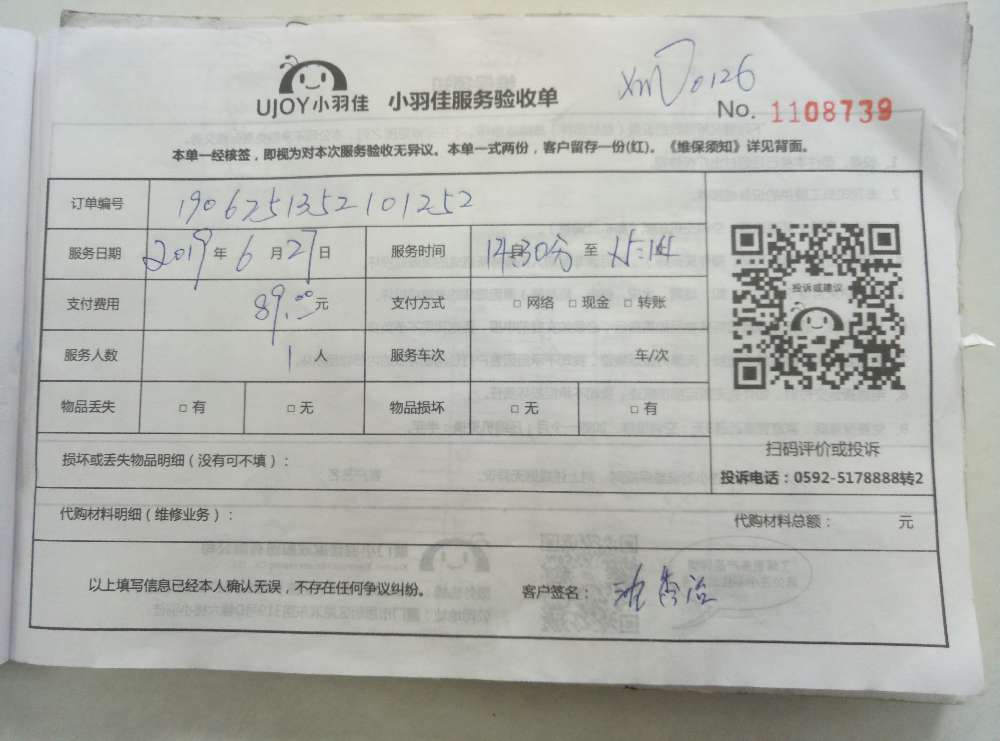 UJOY小羽佳 小羽佳服务验收单
No. 1108739
本单一经核签，即视为对本次服务验收无异议。本单一式两份，客户留存一份(红)。《维保须知》详见背面。
订单编号 1906251352101252
服务日期 2019年6月27日 服务时间 14时30分至
支付费用 89.00元 支付方式 □网络 □现金 □转账
服务人数 1人 服务车次 车/次
物品丢失 □有 □无 物品损坏 □无 □有
投诉或建议
扫码评价或投诉
投诉电话：0592-5178888转2
损坏或丢失物品明细（没有可不填）：
代购材料明细（维修业务）： 代购材料总额： 元
以上填写信息已经本人确认无误，不存在任何争议纠纷。 客户签名：